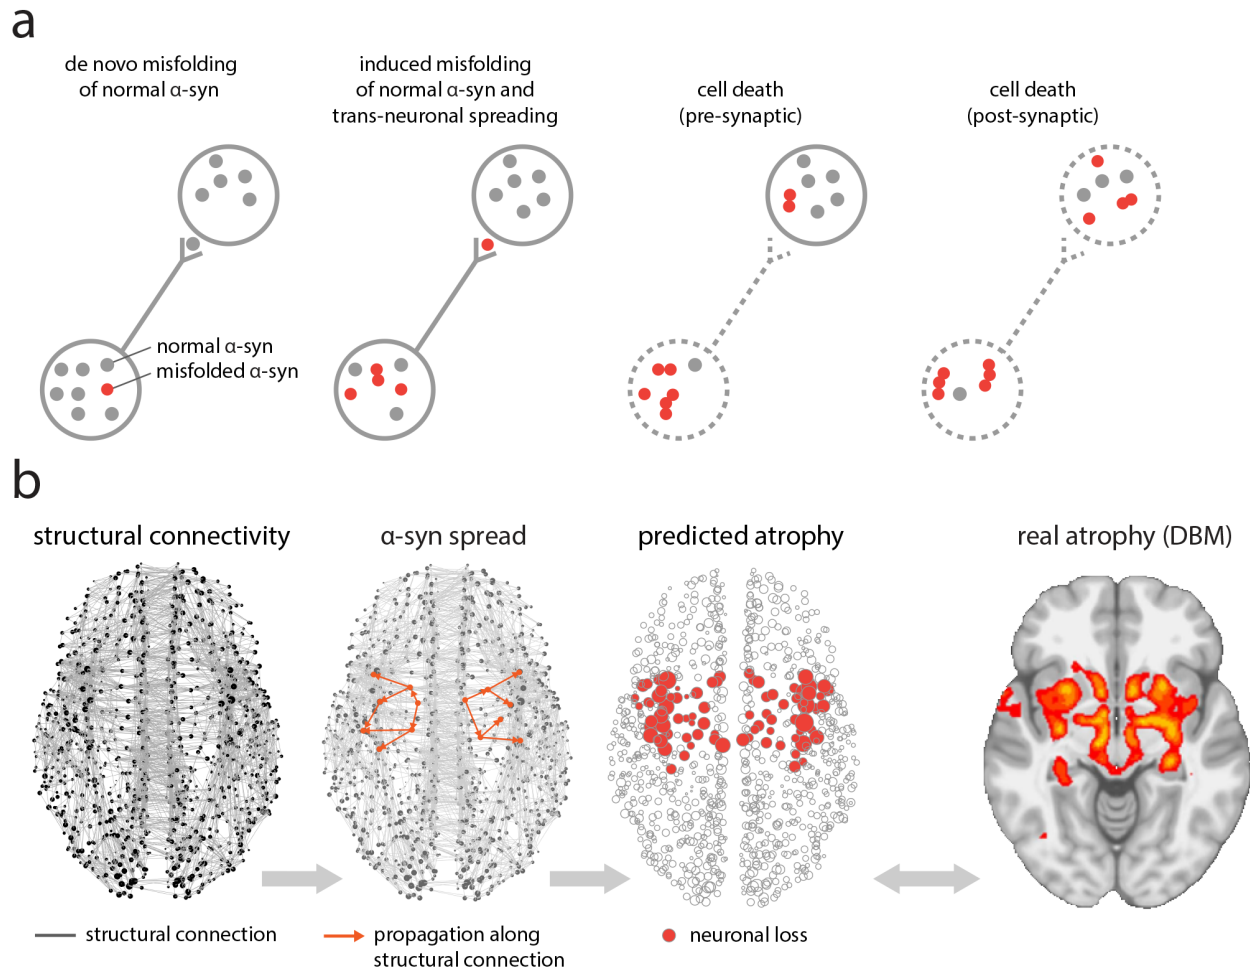 a
de novo misfolding
of normal α-syn
induced misfolding
of normal α-syn and
trans-neuronal spreading
cell death
(pre-synaptic)
cell death
(post-synaptic)
normal α-syn
misfolded α-syn
b
structural connectivity
α-syn spread
predicted atrophy
real atrophy (DBM)
structural connection
propagation along
structural connection
neuronal loss